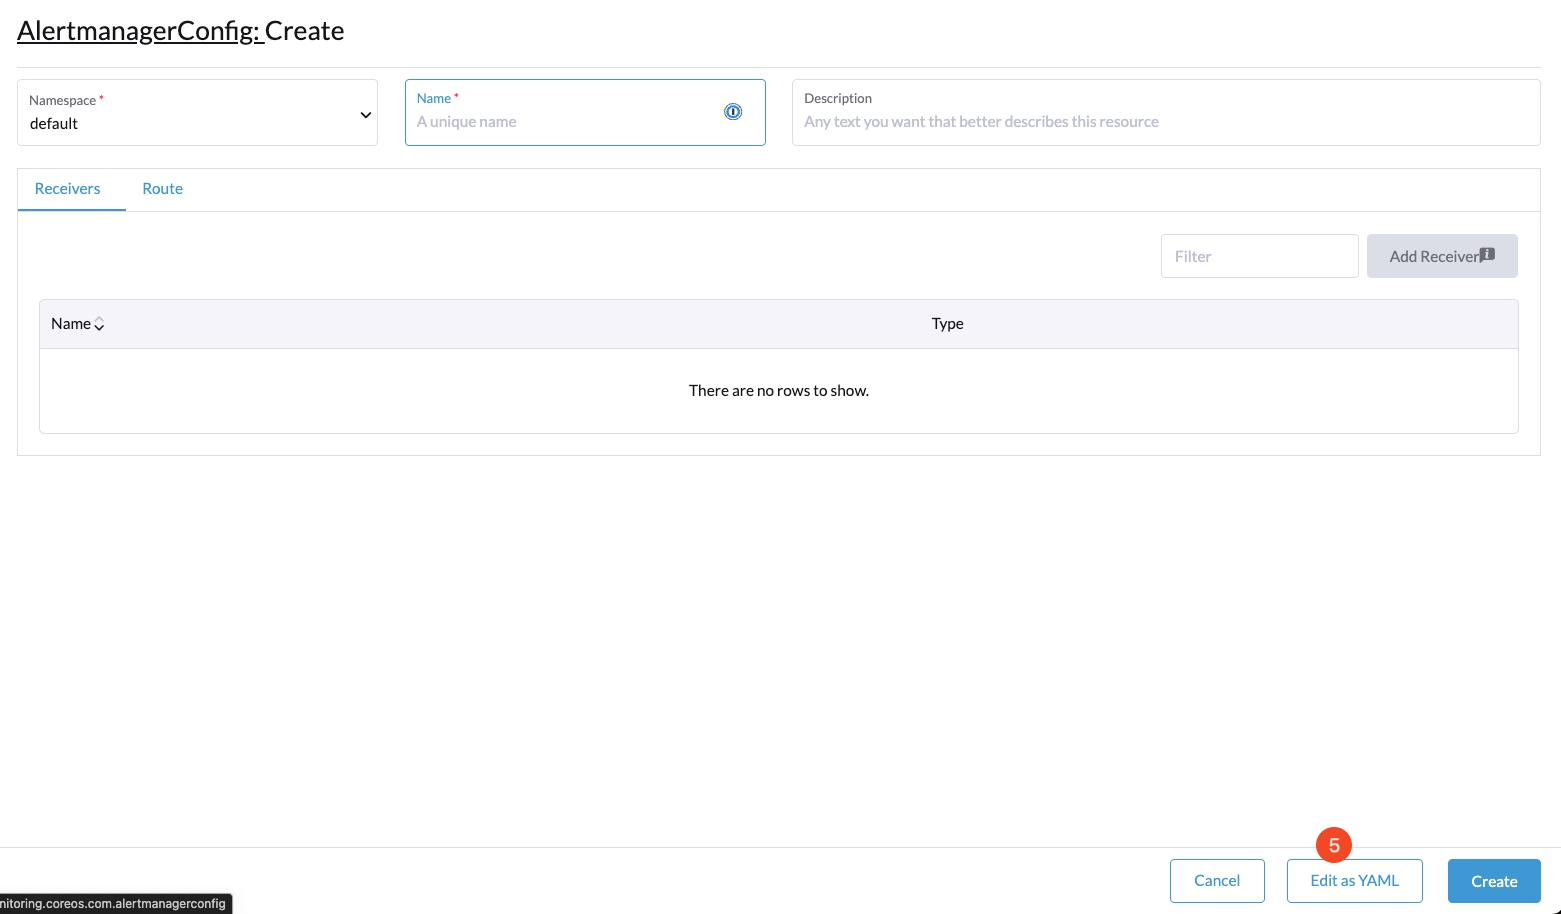 AlertmanagerConfig: Create
Namespace *
default
Name *
A unique name
Description
Any text you want that better describes this resource
Receivers
Route
Filter
Add Receiver
Name
Type
There are no rows to show.
5
Cancel
Edit as YAML
Create
nitoring.coreos.com.alertmanagerconfig